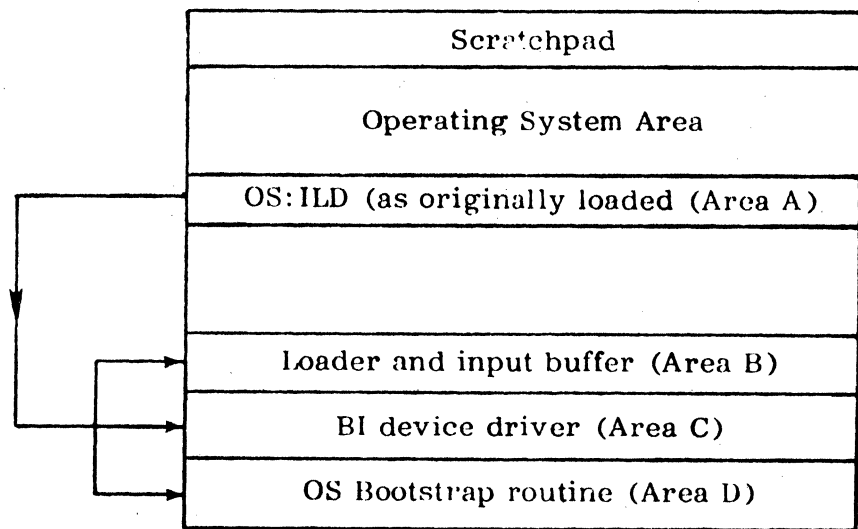 Scratchpad
Operating System Area
OS:ILD (as originally loaded (Area A)
Loader and input buffer (Area B)
BI device driver (Area C)
OS Bootstrap routine (Area D)